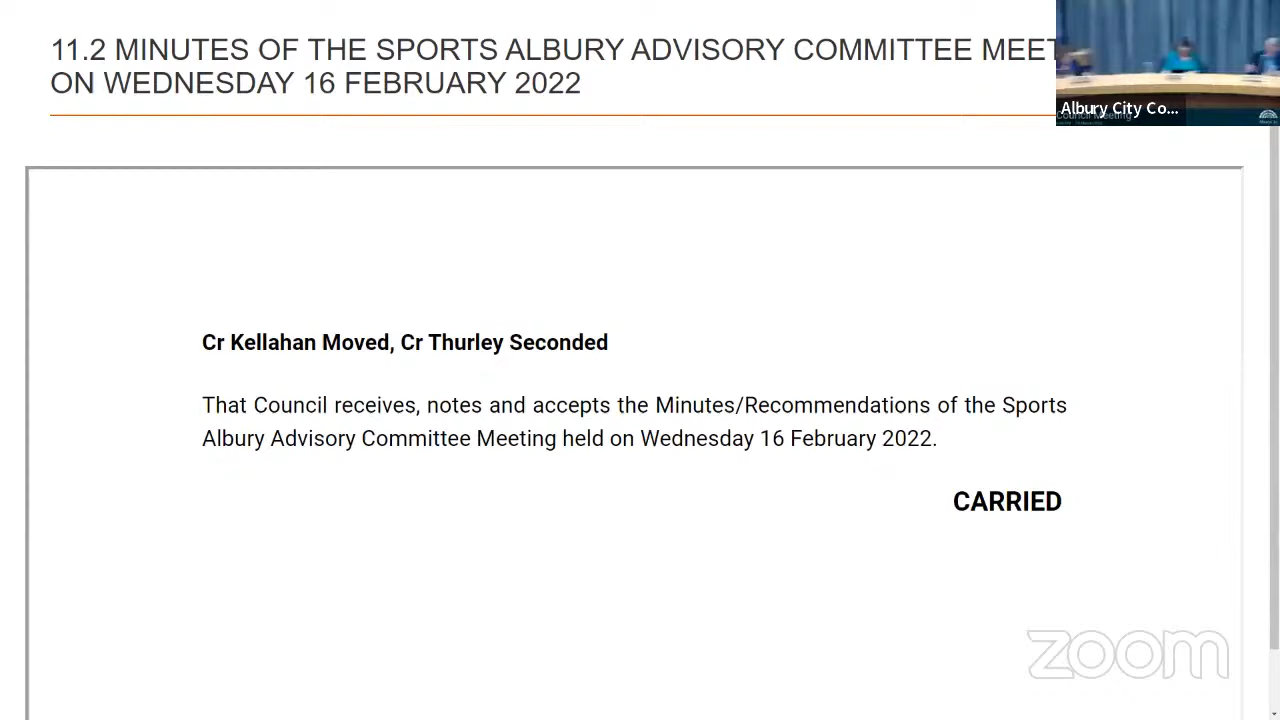 11.2 MINUTES OF THE SPORTS ALBURY ADVISORY COMMITTEE MEET
ON WEDNESDAY 16 FEBRUARY 2022
Albury City Co...
Council Meeting
Cr Kellahan Moved, Cr Thurley Seconded
That Council receives, notes and accepts the Minutes/Recommendations of the Sports
Albury Advisory Committee Meeting held on Wednesday 16 February 2022.
CARRIED
zoom